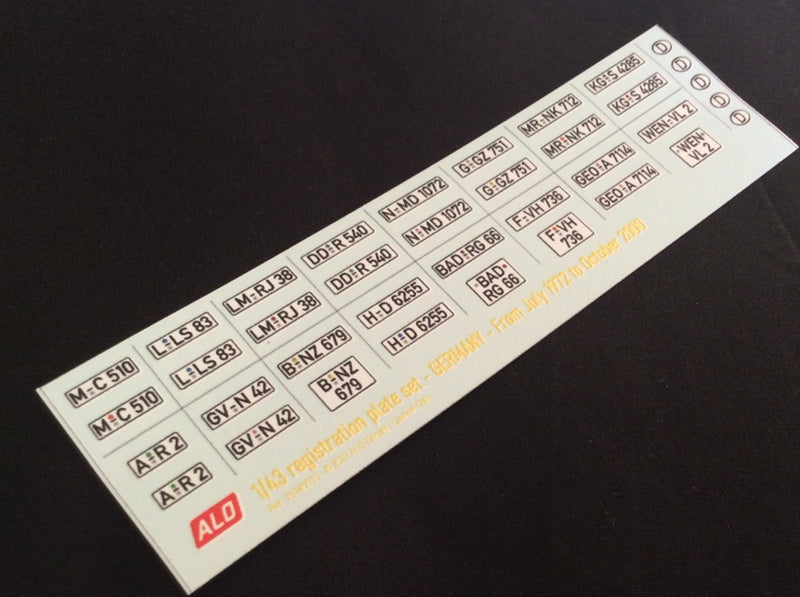 M-C 510
L-LS 83
LM-RJ 38
DD-R 540
N-MD 1072
G-GZ 751
MR-NK 712
KG-S 4285
D
M-C 510
L-LS 83
LM-RJ 38
DD-R 540
N-MD 1072
G-GZ 751
MR-NK 712
KG-S 4285
D
A-R 2
GV-N 42
B-NZ 679
H-D 6255
BAD-RG 66
F-VH 736
GEO-A 7114
WEN-VL 2
D
A-R 2
GV-N 42
B-NZ
679
H-D 6255
BAD-
RG 66
F-VH
736
GEO-A 7114
WEN-
VL 2
D
D
ALO
1/43 registration plate set - GERMANY - From July 1972 to October 2000